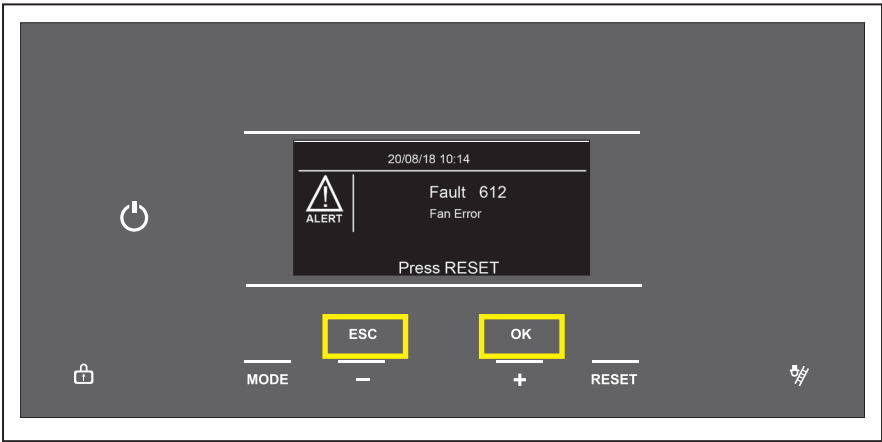 20/08/18 10:14
Fault 612
ALERT
Fan Error
Press RESET
ESC
OK
MODE
–
+
RESET